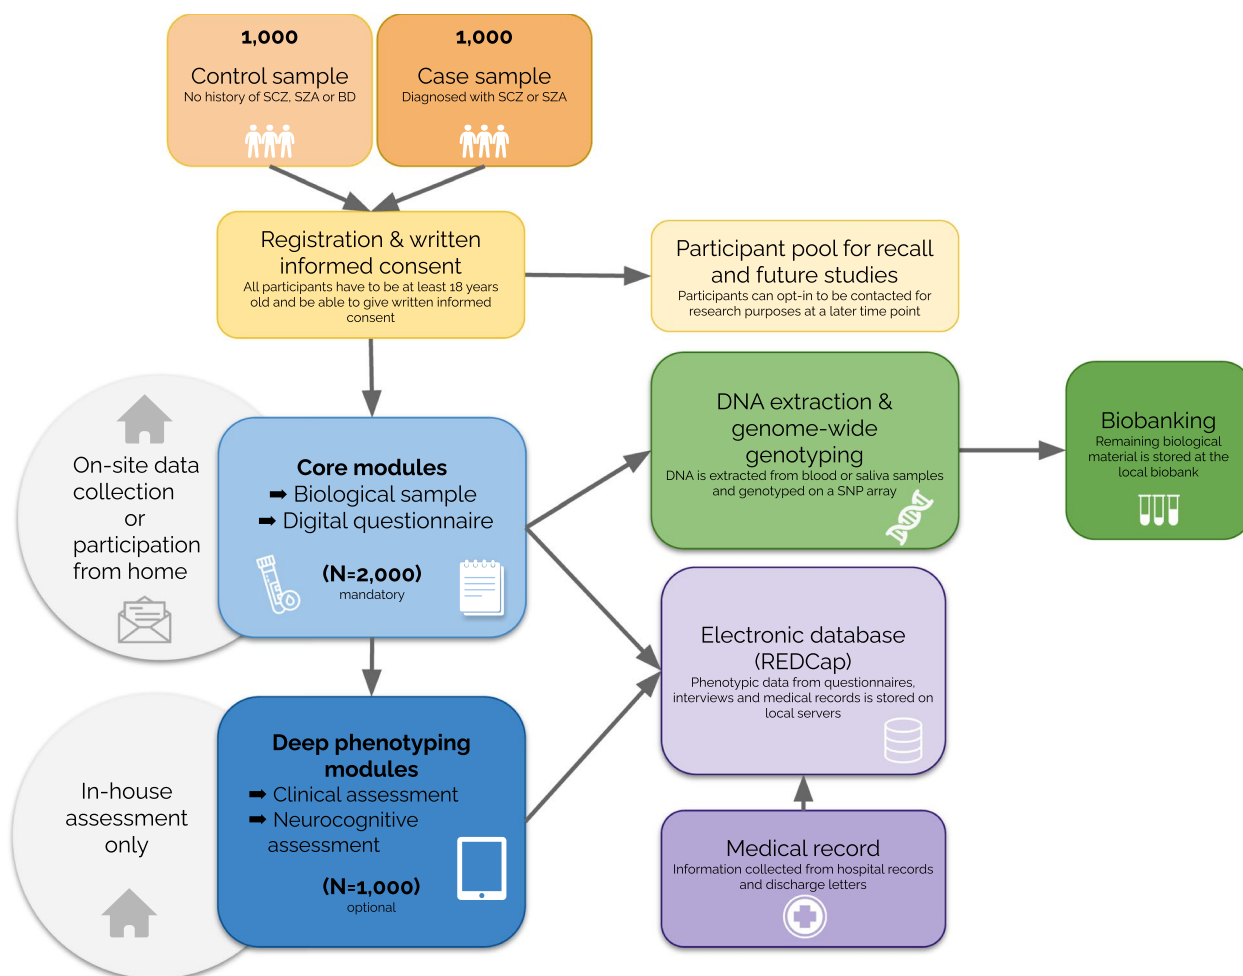 1,000
Control sample
No history of SCZ, SZA or BD
1,000
Case sample
Diagnosed with SCZ or SZA
Registration & written
informed consent
All participants have to be at least 18 years
old and be able to give written informed
consent
Participant pool for recall
and future studies
Participants can opt-in to be contacted for
research purposes at a later time point
On-site data
collection
or
participation
from home
Core modules
➡ Biological sample
➡ Digital questionnaire
(N=2,000)
mandatory
DNA extraction &
genome-wide
genotyping
DNA is extracted from blood or saliva samples
and genotyped on a SNP array
Biobanking
Remaining biological
material is stored at the
local biobank
Electronic database
(REDCap)
Phenotypic data from questionnaires,
interviews and medical records is stored on
local servers
In-house
assessment
only
Deep phenotyping
modules
➡ Clinical assessment
➡ Neurocognitive
assessment
(N=1,000)
optional
Medical record
Information collected from hospital records
and discharge letters